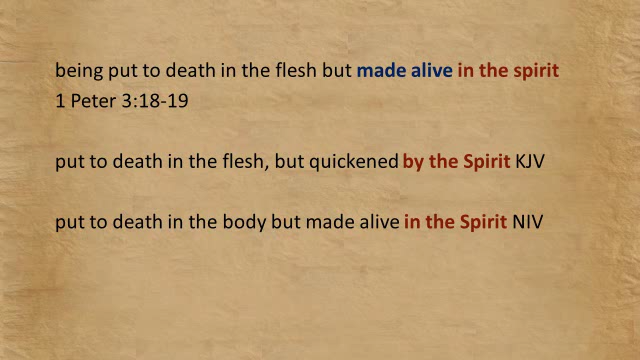 being put to death in the flesh but made alive in the spirit
1 Peter 3:18-19
put to death in the flesh, but quickened by the Spirit KJV
put to death in the body but made alive in the Spirit NIV